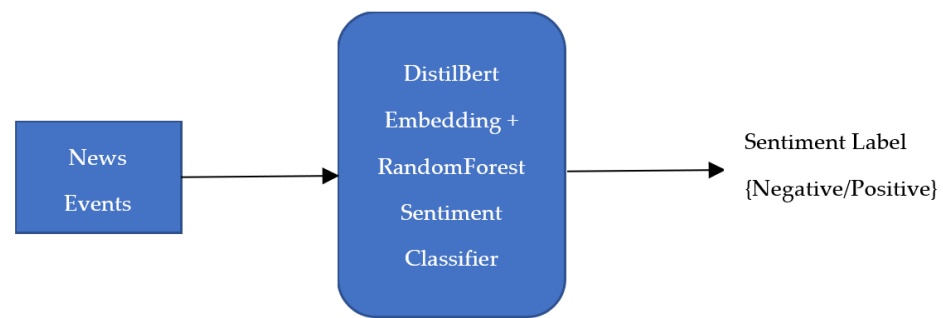 News
Events
DistilBert
Embedding +
RandomForest
Sentiment
Classifier
Sentiment Label
{Negative/Positive}